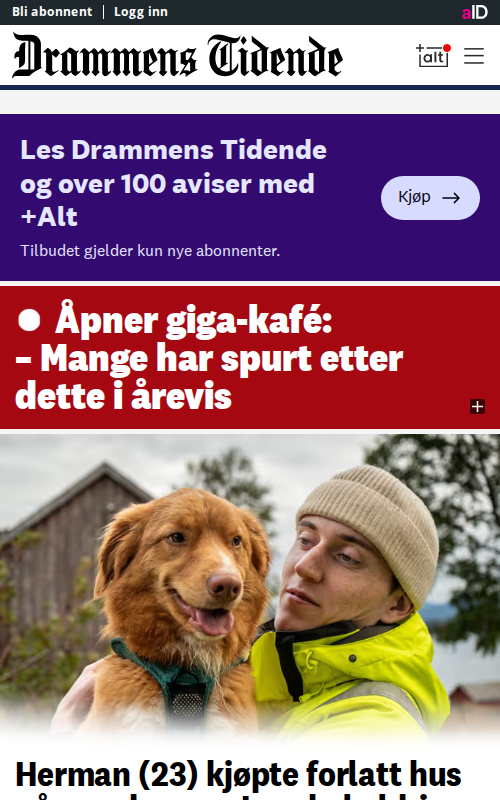 Bli abonnent | Logg inn
aID
Drammens Tidende
+alt
Les Drammens Tidende
og over 100 aviser med
+Alt
Kjøp →
Tilbudet gjelder kun nye abonnenter.
Åpner giga-kafé:
– Mange har spurt etter
dette i årevis
+
Herman (23) kjøpte forlatt hus